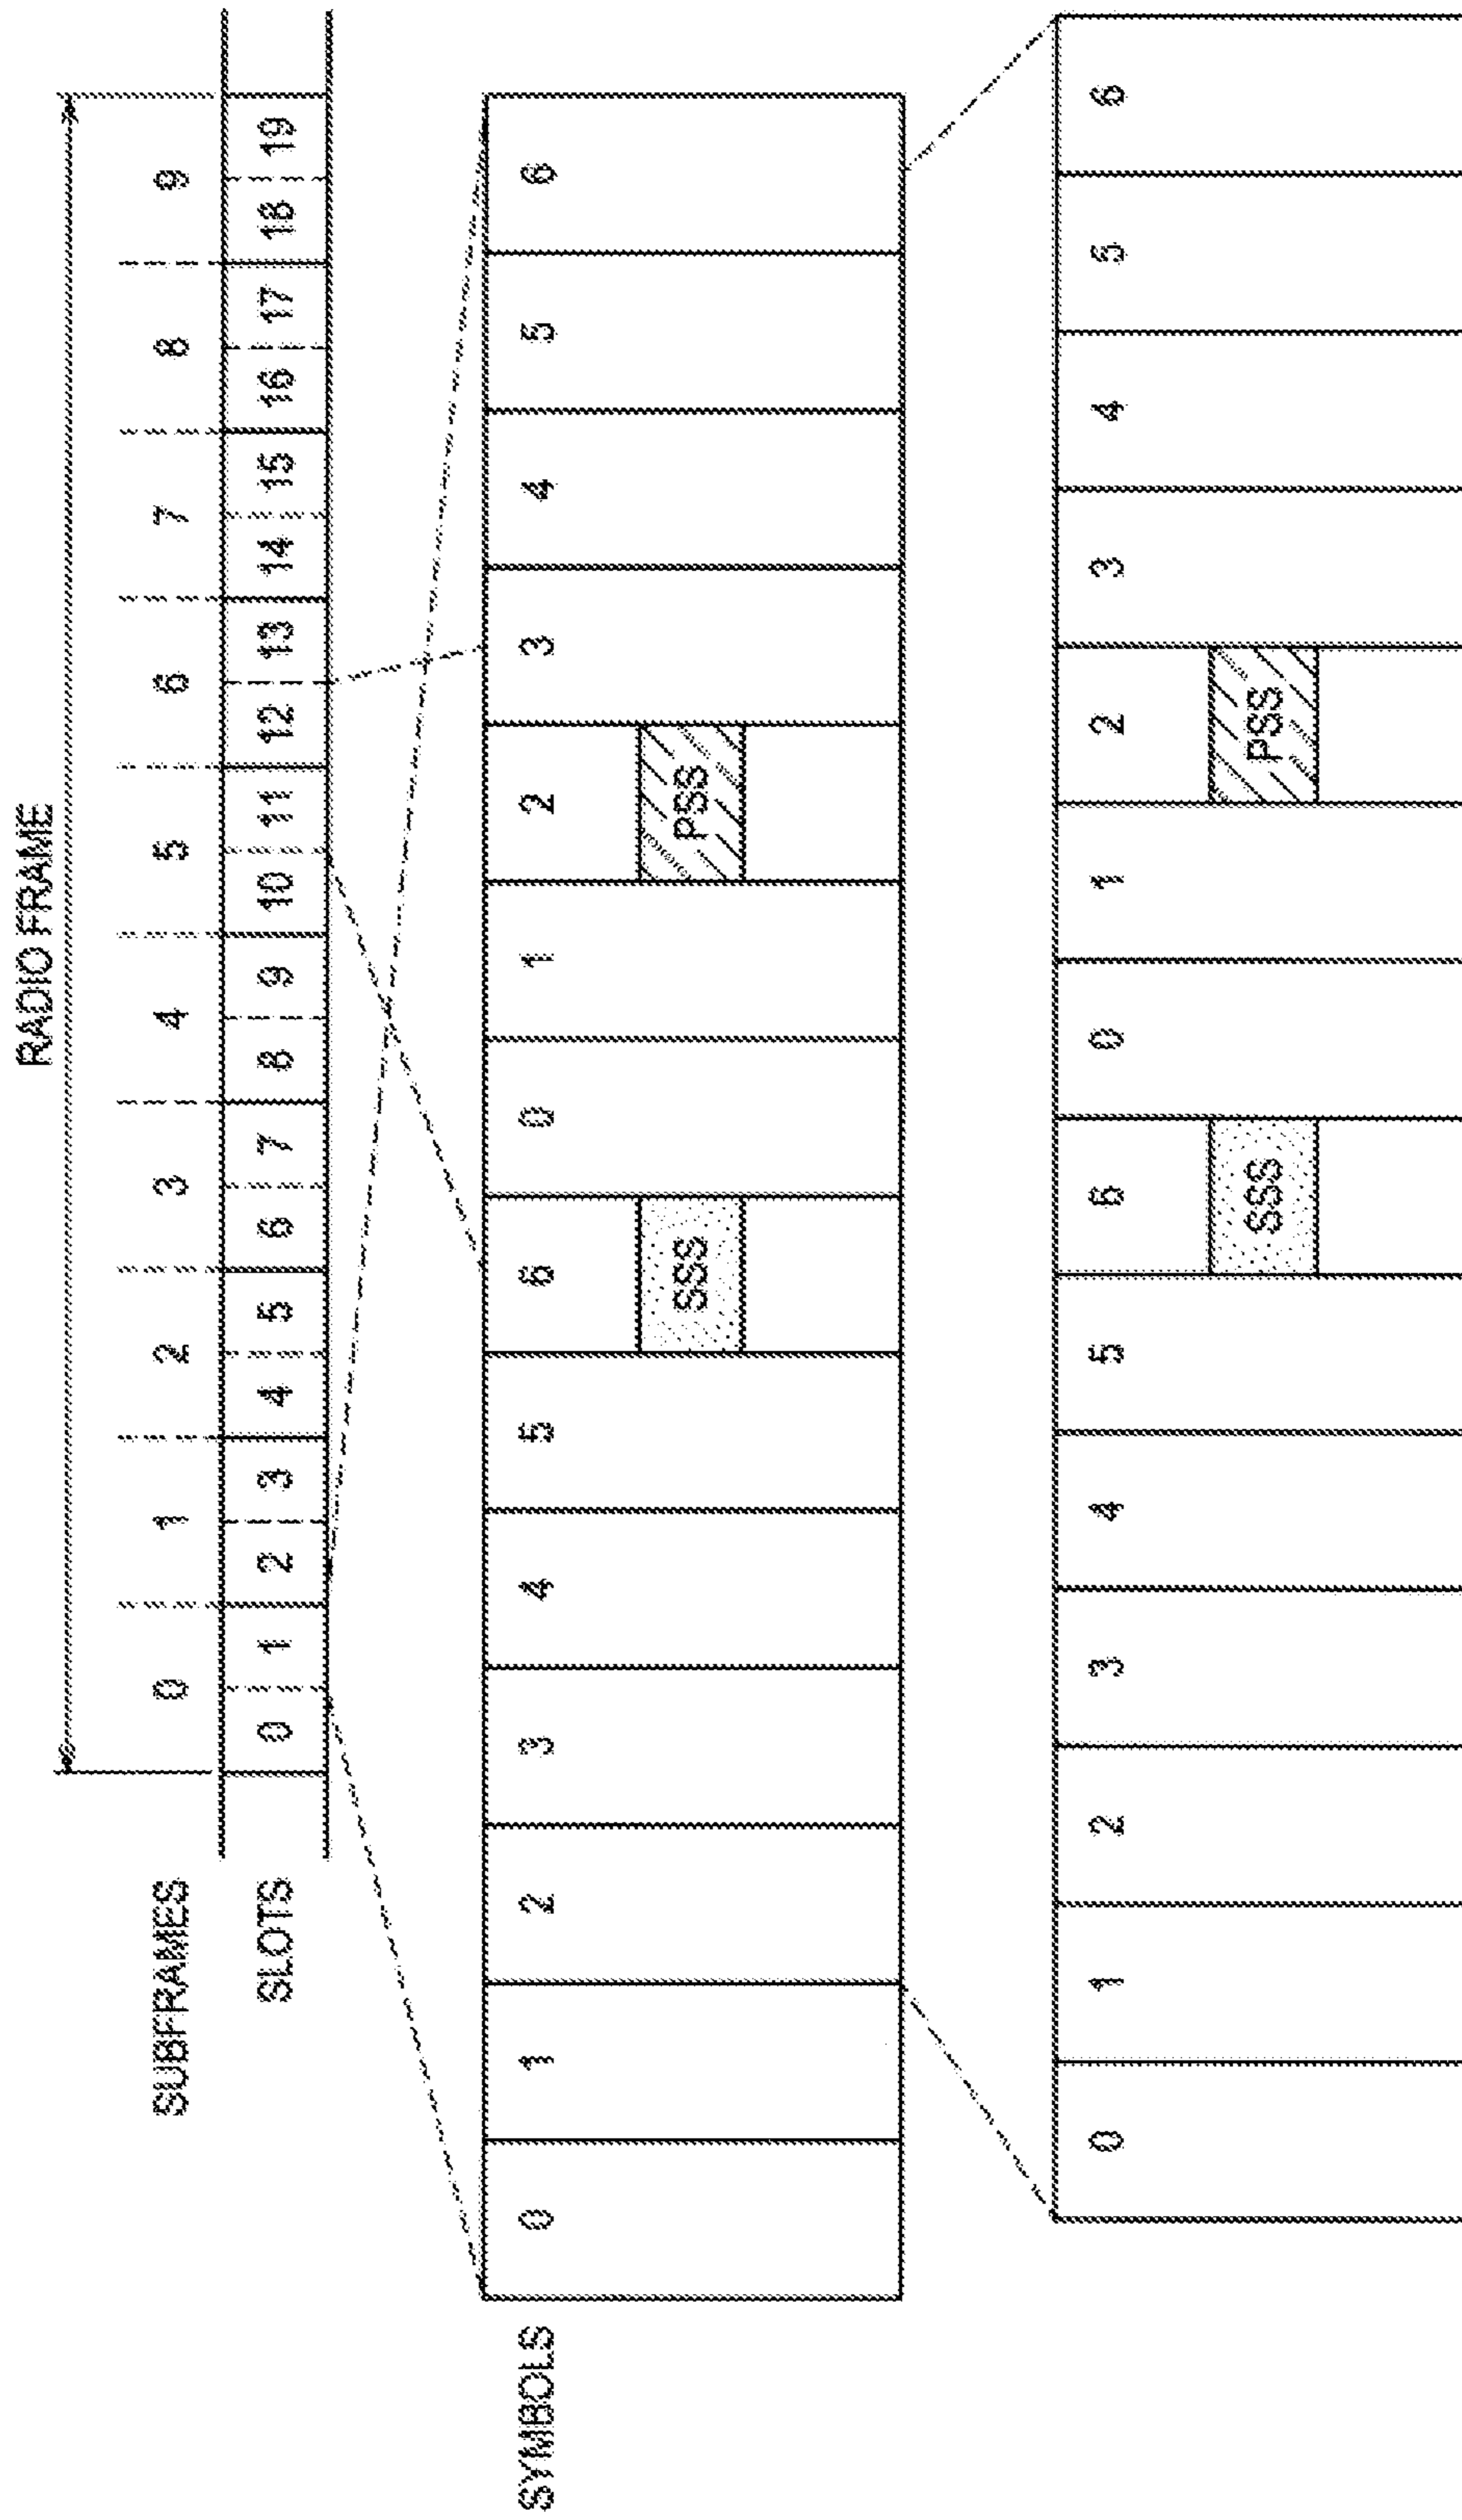 RADIO FRAME
SUBFRAMES 0 1 2 3 4 5 6 7 8 9
SLOTS 0 1 2 3 4 5 6 7 8 9 10 11 12 13 14 15 16 17 18 19
SYMBOLS 0 1 2 3 4 5 6 0 1 2 3 4 5 6
SSS PSS
0 1 2 3 4 5 6 0 1 2 3 4 5 6
SSS PSS